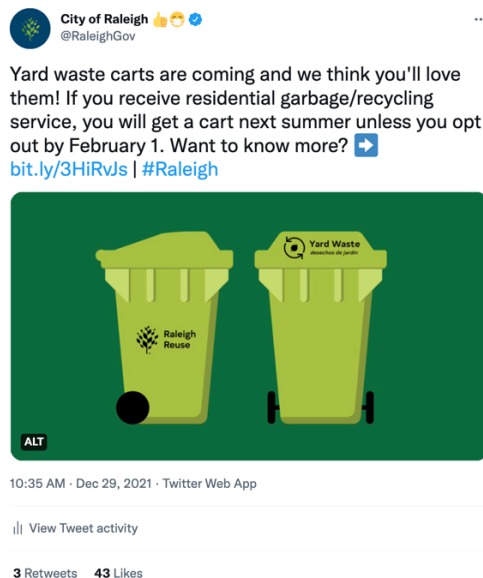 City of Raleigh 👍😷
@RaleighGov
Yard waste carts are coming and we think you'll love
them! If you receive residential garbage/recycling
service, you will get a cart next summer unless you opt
out by February 1. Want to know more? ➡️
bit.ly/3HiRvJs | #Raleigh
Yard Waste
desechos de jardín
Raleigh
Reuse
ALT
10:35 AM · Dec 29, 2021 · Twitter Web App
View Tweet activity
3 Retweets 43 Likes